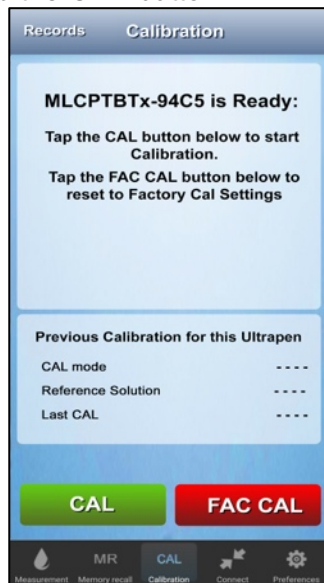 Records Calibration
MLCPTBTx-94C5 is Ready:
Tap the CAL button below to start
Calibration.
Tap the FAC CAL button below to
reset to Factory Cal Settings
Previous Calibration for this Ultrapen
CAL mode ----
Reference Solution ----
Last CAL ----
CAL FAC CAL
MR CAL
Measurement Memory recall Calibration Connect Preferences